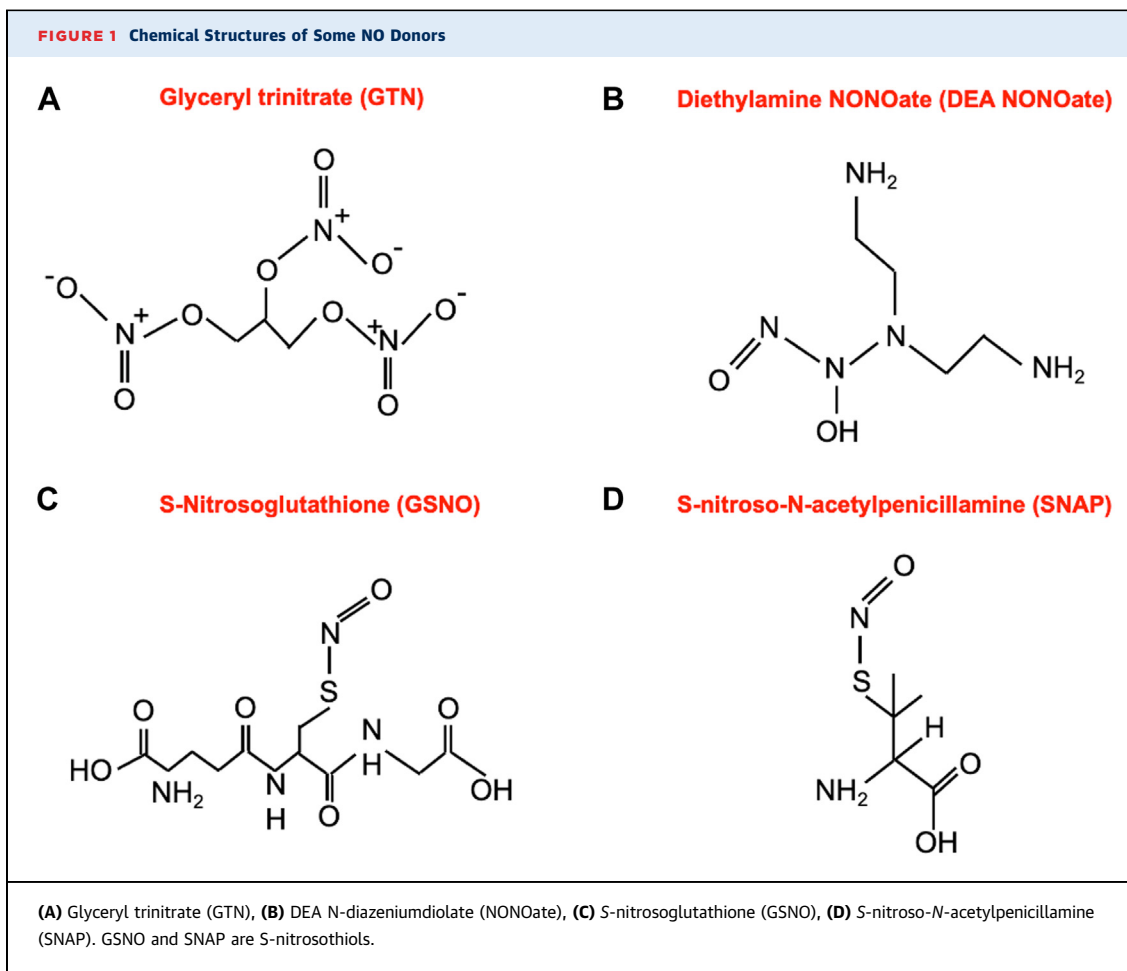 FIGURE 1 Chemical Structures of Some NO Donors
A Glyceryl trinitrate (GTN)
B Diethylamine NONOate (DEA NONOate)
O
N+
O-
O
-O
N+
O
O
O
+N
O-
O
NH2
N
O
N
OH
N
NH2
C S-Nitrosoglutathione (GSNO)
D S-nitroso-N-acetylpenicillamine (SNAP)
O
N
S
O
HO
NH2
O
N
H
O
N
H
O
OH
O
N
S
H
NH2
O
OH
(A) Glyceryl trinitrate (GTN), (B) DEA N-diazeniumdiolate (NONOate), (C) S-nitrosoglutathione (GSNO), (D) S-nitroso-N-acetylpenicillamine
(SNAP). GSNO and SNAP are S-nitrosothiols.